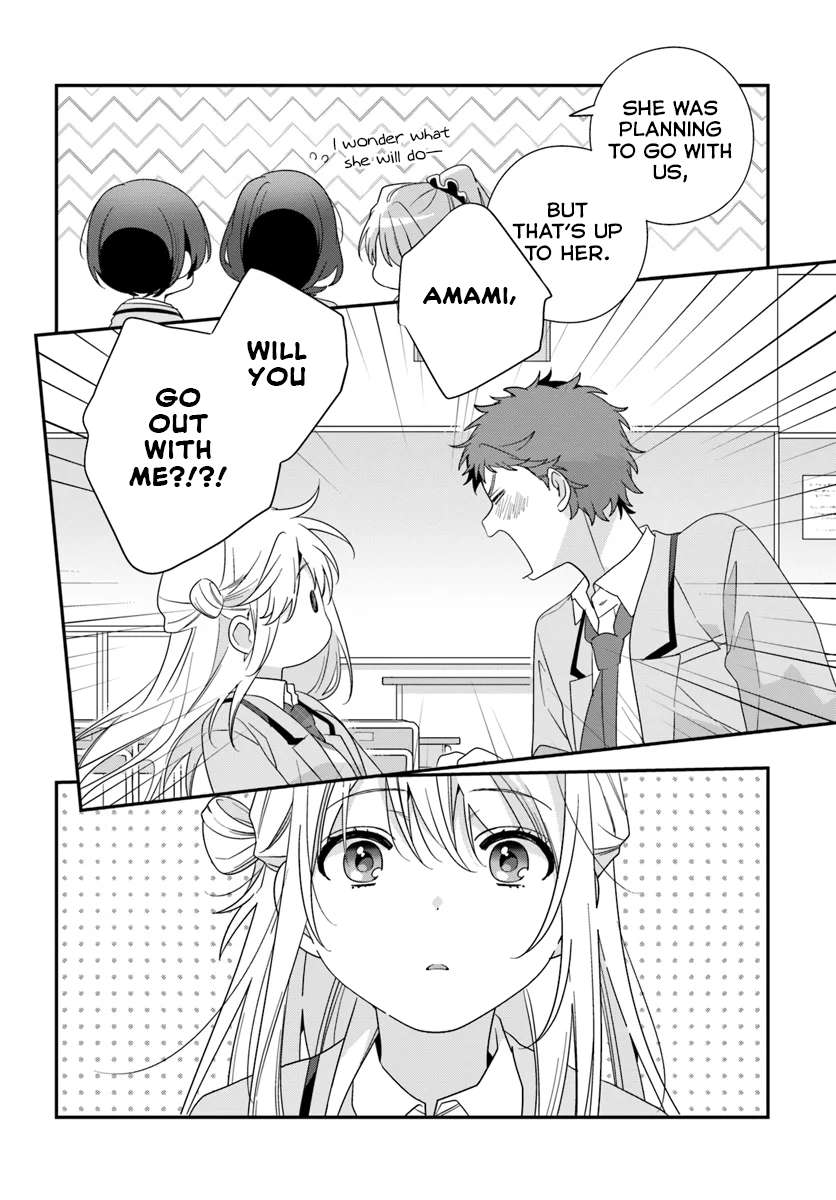 SHE WAS
PLANNING
TO GO WITH
US,
BUT
THAT'S UP
TO HER.
I wonder what
she will do—
AMAMI,
WILL
YOU
GO
OUT
WITH
ME?!?!